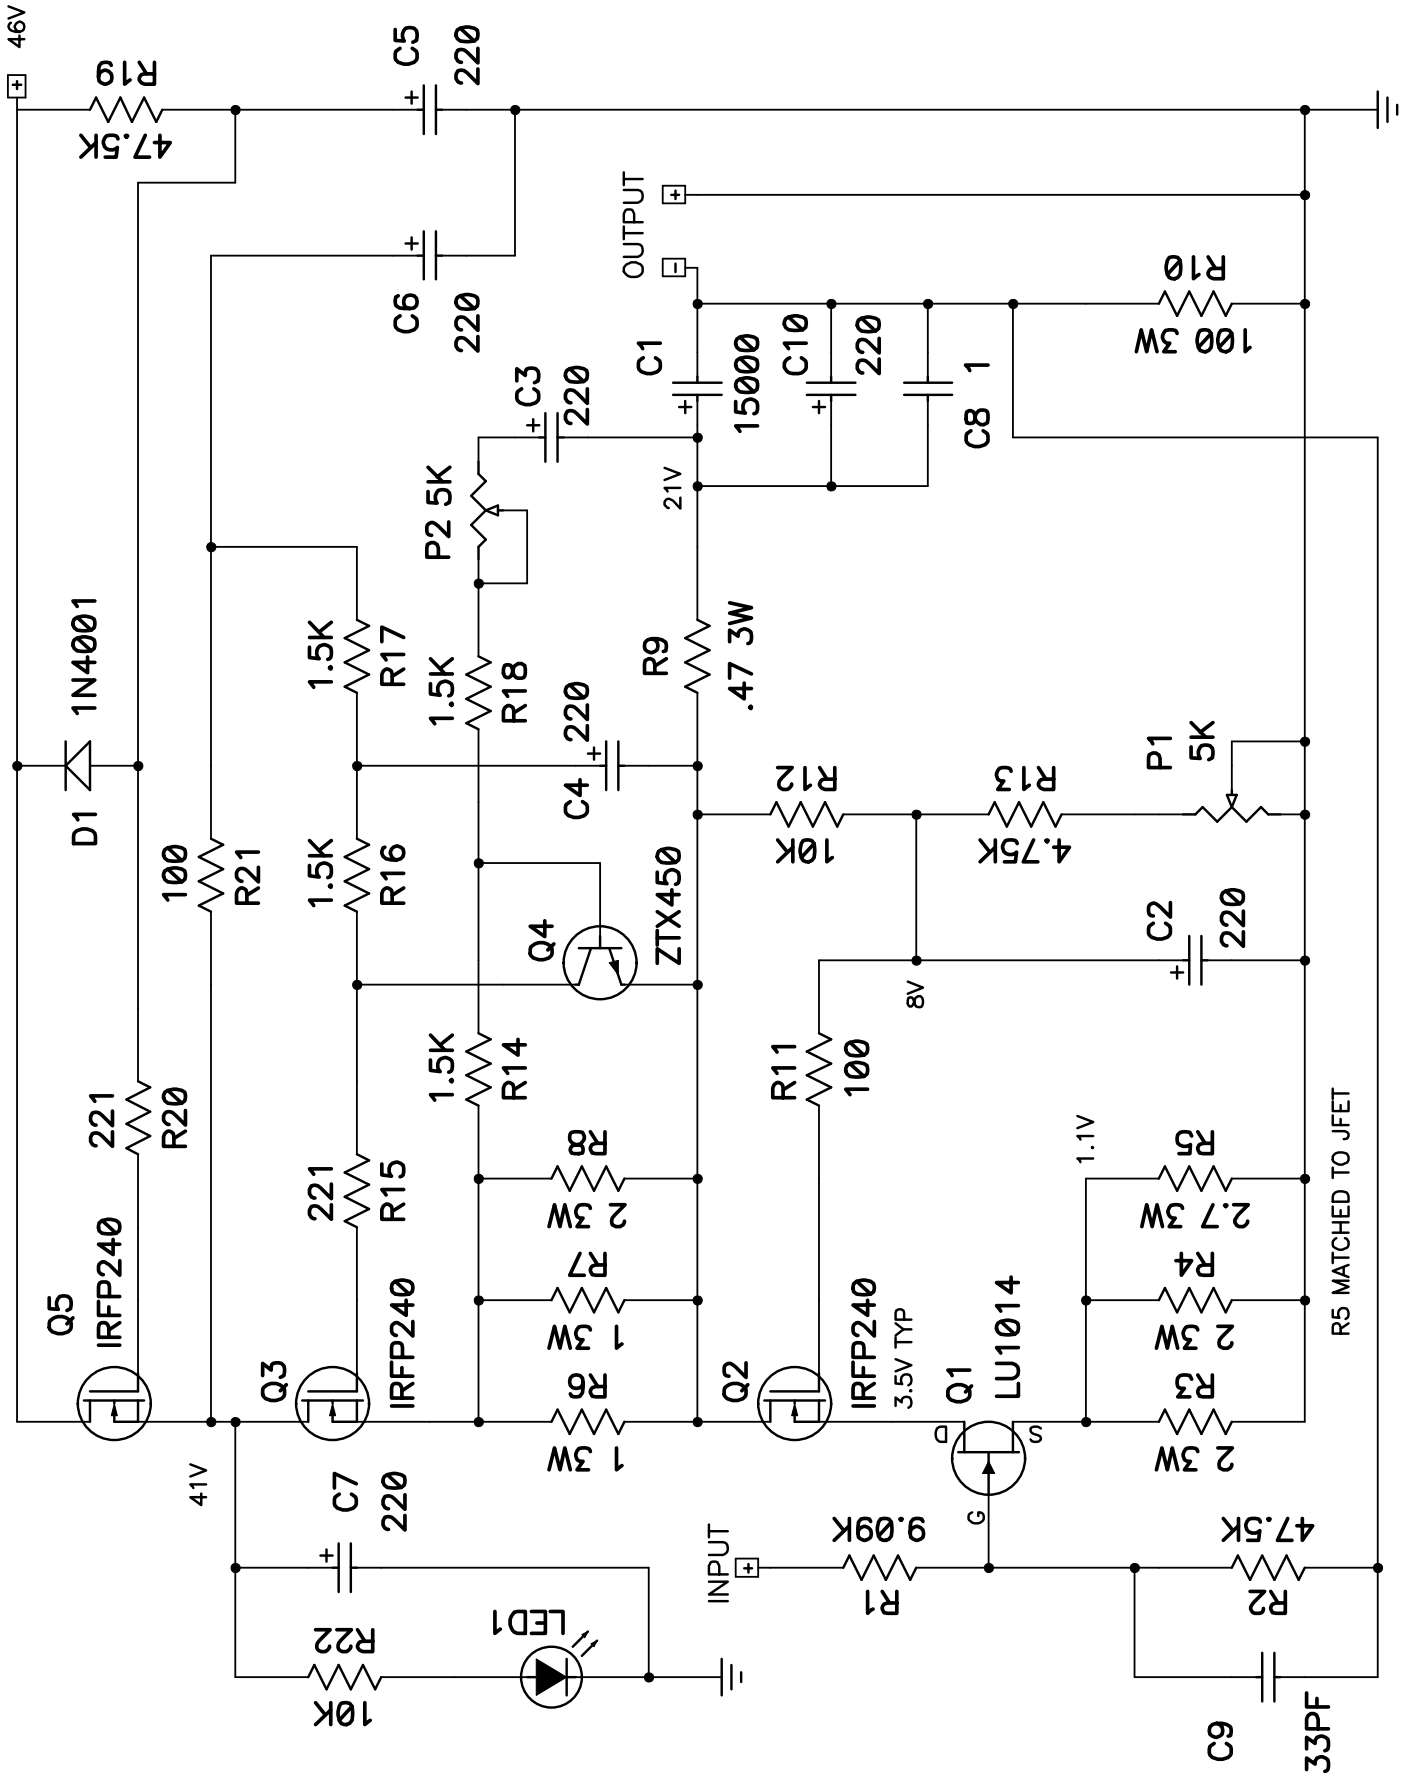 46V
R19
47.5K
C5
220
C6
220
OUTPUT
R10
100 3W
C1
15000
C10
220
C8 1
C3
220
P2 5K
21V
D1 1N4001
1.5K
R17
1.5K
R18
R9
.47 3W
C4
220
100
R21
1.5K
R16
R12
10K
R13
4.75K
P1
5K
Q4
ZTX450
C2
220
8V
221
R20
1.5K
R14
R11
100
221
R15
R8
2 3W
R7
1 3W
R6
1 3W
1.1V
R5
2.7 3W
R4
2 3W
R3
2 3W
R5 MATCHED TO JFET
Q5
IRFP240
Q3
IRFP240
Q2
IRFP240
3.5V TYP
Q1
LU1014
D
S
G
41V
C7
220
R22
10K
LED1
INPUT
R1
9.09K
R2
47.5K
C9
33PF